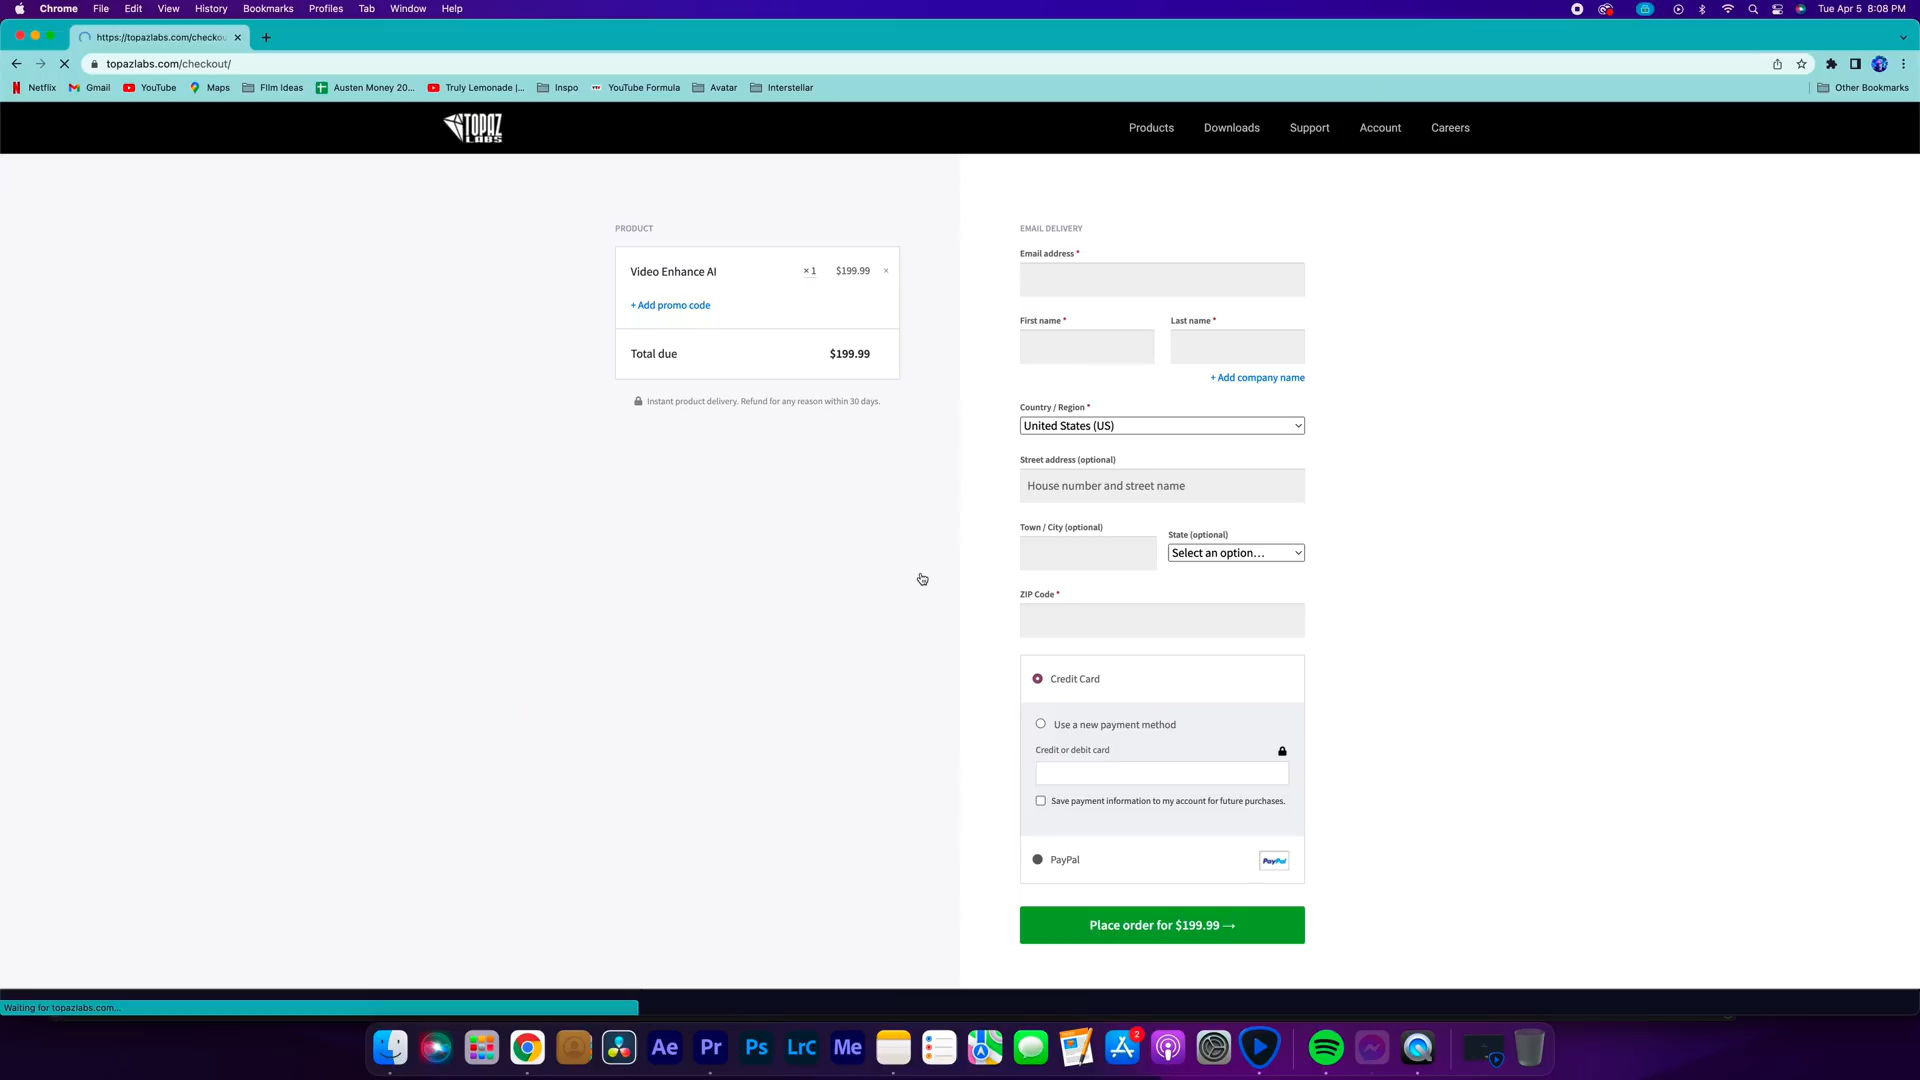 Chrome File Edit View History Bookmarks Profiles Tab Window Help Tue Apr 5 8:08 PM
https://topazlabs.com/checkou
topazlabs.com/checkout/
Netflix Gmail YouTube Maps FIlm Ideas Austen Money 20... Truly Lemonade |... Inspo YouTube Formula Avatar Interstellar Other Bookmarks
TOPAZ
LABS
Products Downloads Support Account Careers
PRODUCT
Video Enhance AI × 1 $199.99 ×
+ Add promo code
Total due $199.99
Instant product delivery. Refund for any reason within 30 days.
EMAIL DELIVERY
Email address *
First name * Last name *
+ Add company name
Country / Region *
United States (US)
Street address (optional)
House number and street name
Town / City (optional) State (optional)
Select an option...
ZIP Code *
Credit Card
Use a new payment method
Credit or debit card
Save payment information to my account for future purchases.
PayPal PayPal
Place order for $199.99 →
Waiting for topazlabs.com...
Ae Pr Ps LrC Me 2